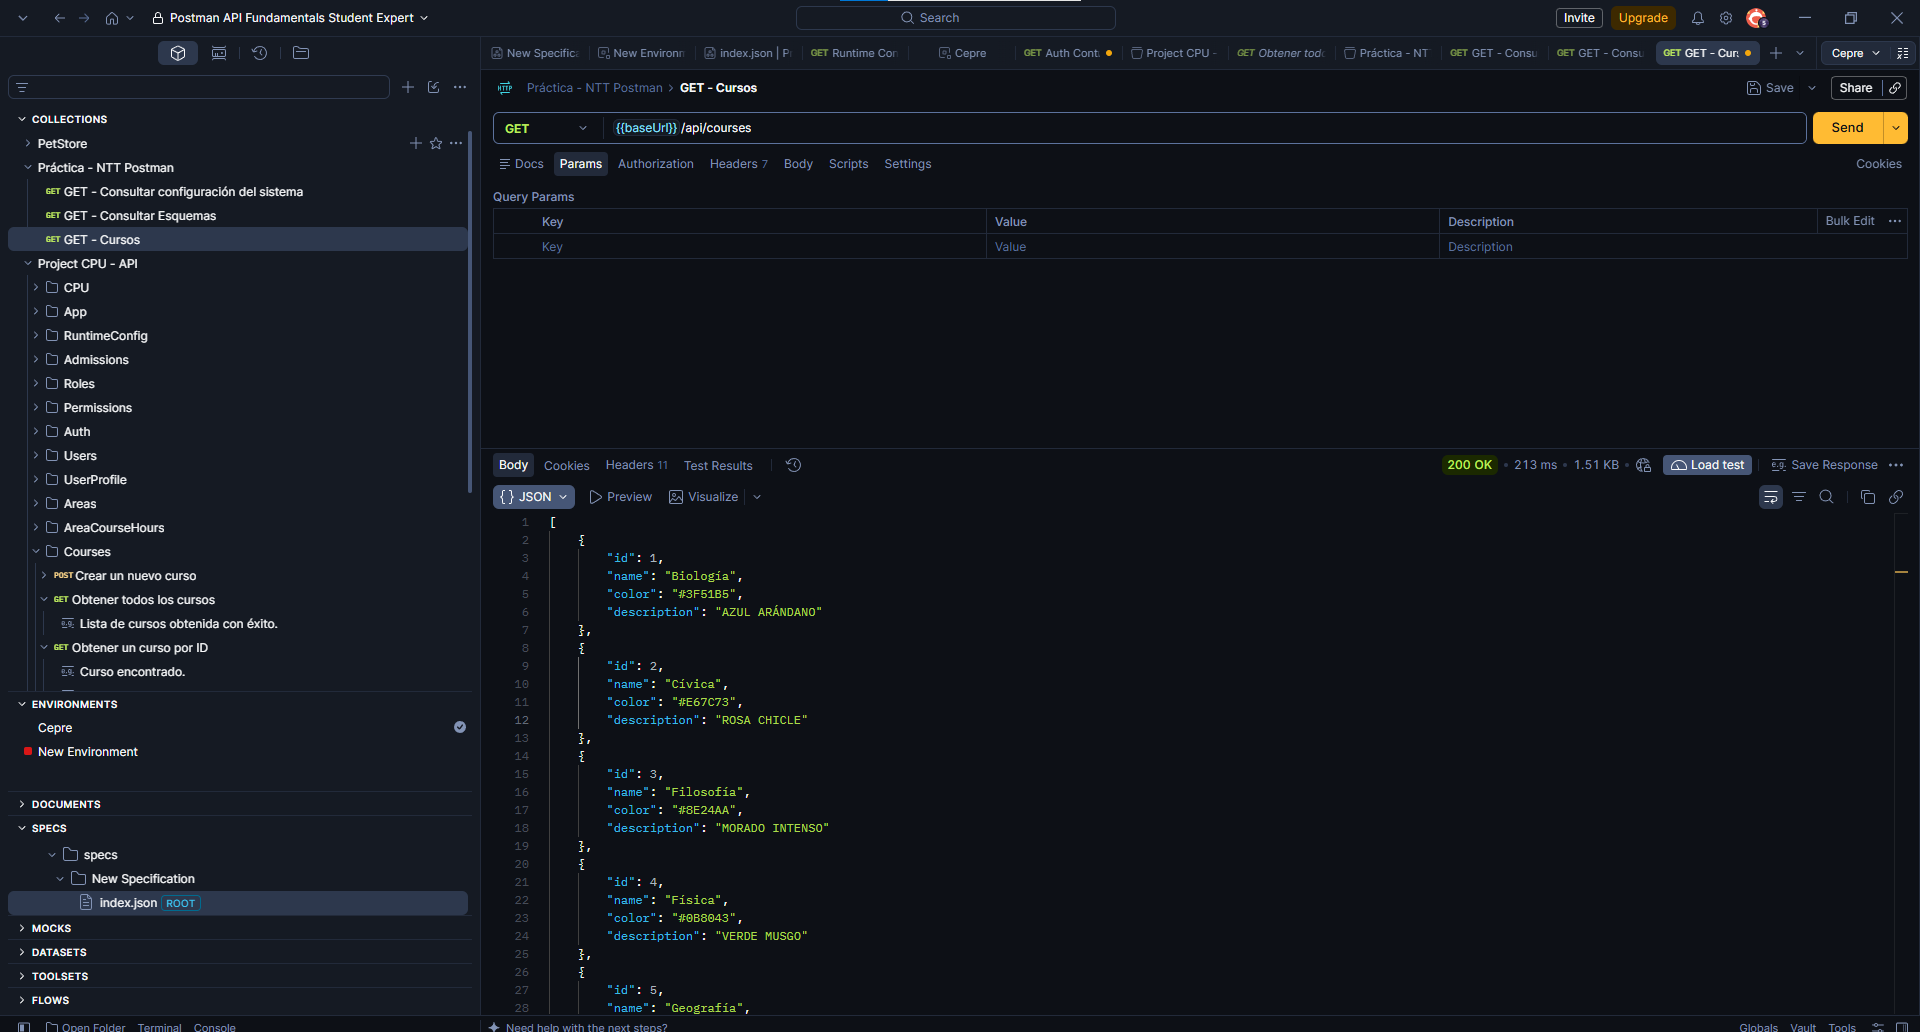 Postman API Fundamentals Student Expert
Search
Invite
Upgrade
New Specific
New Environ
index.json | P
GET Runtime Con
Cepre
GET Auth Cont
Project CPU -
GET Obtener tod
Práctica - NT
GET GET - Consu
GET GET - Consu
GET GET - Cur
Cepre
Práctica - NTT Postman > GET - Cursos
Save
Share
GET
{{baseUrl}} /api/courses
Send
Docs
Params
Authorization
Headers 7
Body
Scripts
Settings
Cookies
Query Params
Key
Value
Description
Bulk Edit
Key
Value
Description
COLLECTIONS
PetStore
Práctica - NTT Postman
GET GET - Consultar configuración del sistema
GET GET - Consultar Esquemas
GET GET - Cursos
Project CPU - API
CPU
App
RuntimeConfig
Admissions
Roles
Permissions
Auth
Users
UserProfile
Areas
AreaCourseHours
Courses
POST Crear un nuevo curso
GET Obtener todos los cursos
e.g. Lista de cursos obtenida con éxito.
GET Obtener un curso por ID
e.g. Curso encontrado.
ENVIRONMENTS
Cepre
New Environment
DOCUMENTS
SPECS
specs
New Specification
index.json ROOT
MOCKS
DATASETS
TOOLSETS
FLOWS
Body
Cookies
Headers 11
Test Results
200 OK
213 ms
1.51 KB
Load test
e.g. Save Response
{} JSON
Preview
Visualize
1 [
2 {
3 "id": 1,
4 "name": "Biología",
5 "color": "#3F51B5",
6 "description": "AZUL ARÁNDANO"
7 },
8 {
9 "id": 2,
10 "name": "Cívica",
11 "color": "#E67C73",
12 "description": "ROSA CHICLE"
13 },
14 {
15 "id": 3,
16 "name": "Filosofía",
17 "color": "#8E24AA",
18 "description": "MORADO INTENSO"
19 },
20 {
21 "id": 4,
22 "name": "Física",
23 "color": "#0B8043",
24 "description": "VERDE MUSGO"
25 },
26 {
27 "id": 5,
28 "name": "Geografía",
Open Folder
Terminal
Console
Need help with the next steps?
Globals
Vault
Tools